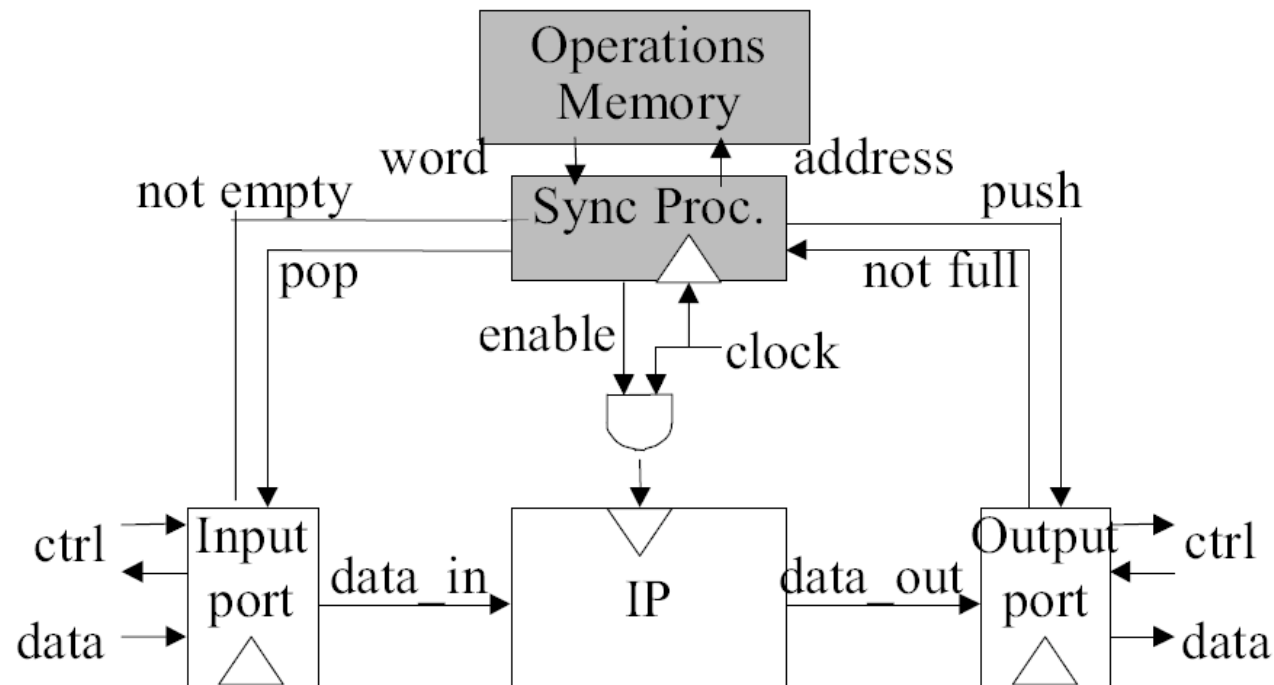 Operations
Memory
word
address
not empty
Sync Proc.
push
pop
not full
enable
clock
ctrl
Input
port
data
data_in
IP
data_out
Output
port
ctrl
data